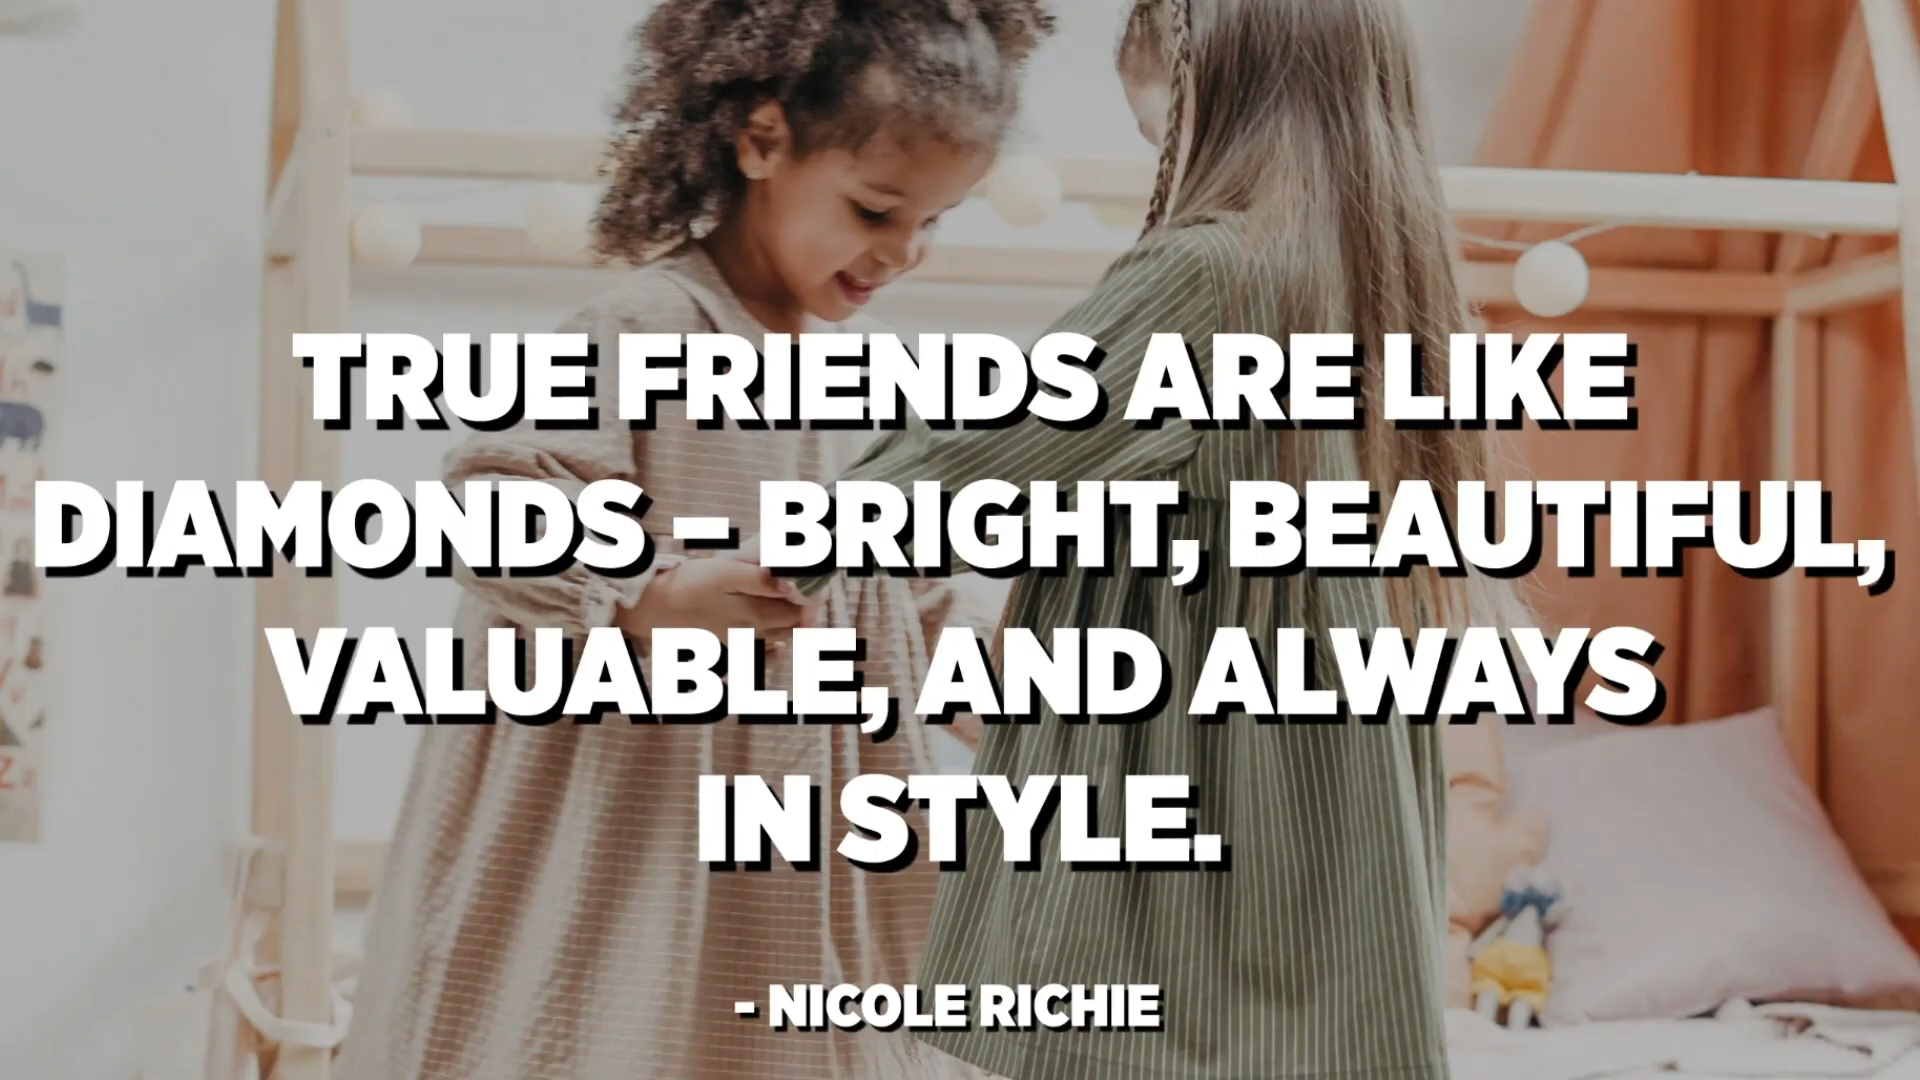 TRUE FRIENDS ARE LIKE
DIAMONDS – BRIGHT, BEAUTIFUL,
VALUABLE, AND ALWAYS
IN STYLE.
- NICOLE RICHIE